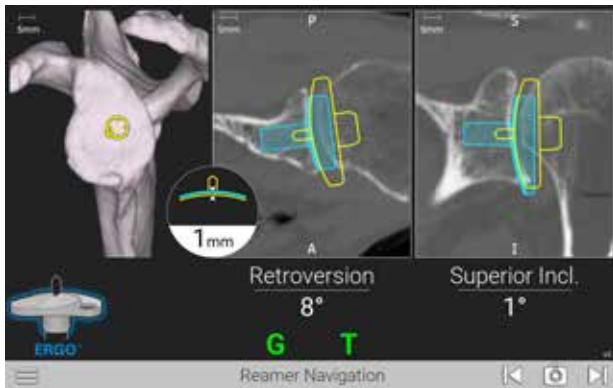 5mm
5mm
P
5mm
S
1mm
A
I
Retroversion
8°
Superior Incl.
1°
ERGO
G T
Reamer Navigation